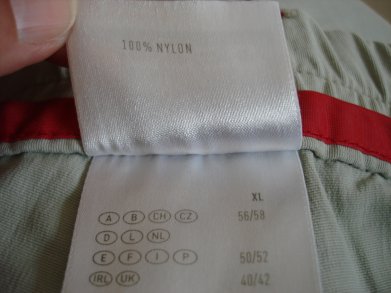 100% NYLON
XL
A B CH CZ 56/58
D L NL
E F I P 50/52
IRL UK 40/42